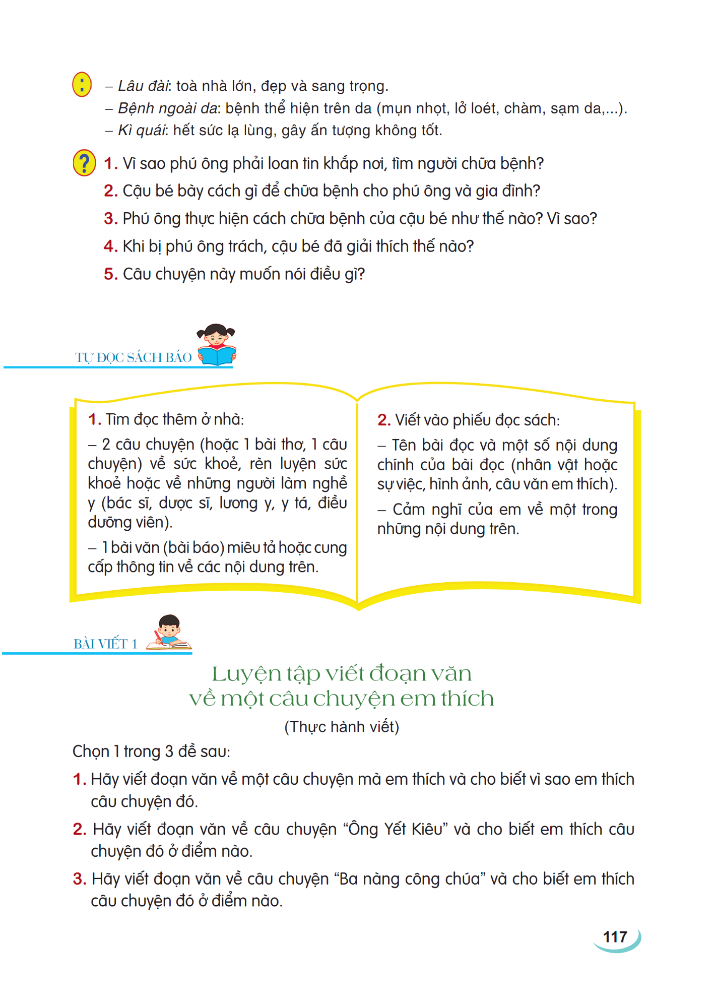 – Lâu đài: toà nhà lớn, đẹp và sang trọng.
– Bệnh ngoài da: bệnh thể hiện trên da (mụn nhọt, lở loét, chàm, sạm da,...).
– Kì quái: hết sức lạ lùng, gây ấn tượng không tốt.
1. Vì sao phú ông phải loan tin khắp nơi, tìm người chữa bệnh?
2. Cậu bé bày cách gì để chữa bệnh cho phú ông và gia đình?
3. Phú ông thực hiện cách chữa bệnh của cậu bé như thế nào? Vì sao?
4. Khi bị phú ông trách, cậu bé đã giải thích thế nào?
5. Câu chuyện này muốn nói điều gì?
TỰ ĐỌC SÁCH BÁO
1. Tìm đọc thêm ở nhà:
– 2 câu chuyện (hoặc 1 bài thơ, 1 câu
chuyện) về sức khoẻ, rèn luyện sức
khoẻ hoặc về những người làm nghề
y (bác sĩ, dược sĩ, lương y, y tá, điều
dưỡng viên).
– 1 bài văn (bài báo) miêu tả hoặc cung
cấp thông tin về các nội dung trên.
2. Viết vào phiếu đọc sách:
– Tên bài đọc và một số nội dung
chính của bài đọc (nhân vật hoặc
sự việc, hình ảnh, câu văn em thích).
– Cảm nghĩ của em về một trong
những nội dung trên.
BÀI VIẾT 1
Luyện tập viết đoạn văn
về một câu chuyện em thích
(Thực hành viết)
Chọn 1 trong 3 đề sau:
1. Hãy viết đoạn văn về một câu chuyện mà em thích và cho biết vì sao em thích
câu chuyện đó.
2. Hãy viết đoạn văn về câu chuyện “Ông Yết Kiêu” và cho biết em thích câu
chuyện đó ở điểm nào.
3. Hãy viết đoạn văn về câu chuyện “Ba nàng công chúa” và cho biết em thích
câu chuyện đó ở điểm nào.
117